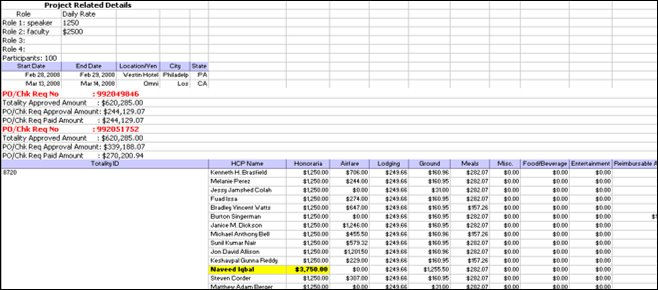 Project Related Details
Role Daily Rate
Role 1: speaker 1250
Role 2: faculty $2500
Role 3:
Role 4:
Participants: 100
Start Date End Date Location/Ven City State
Feb 28, 2008 Feb 29, 2008 Westin Hotel Philadelp PA
Mar 13, 2008 Mar 14, 2008 Omni Los CA
PO/Chk Req No : 992049846
Totality Approved Amount : $620,285.00
PO/Chk Req Approval Amount : $244,129.07
PO/Chk Req Paid Amount : $244,129.07
PO/Chk Req No : 992051752
Totality Approved Amount : $620,285.00
PO/Chk Req Approval Amount : $339,188.07
PO/Chk Req Paid Amount : $270,200.94
Totality ID HCP Name Honoraria Airfare Lodging Ground Meals Misc. Food/Beverage Entertainment Reimbursable A
8720 Kenneth H. Brasfield $1,250.00 $706.00 $249.66 $160.96 $282.07 $0.00 $0.00 $0.00
Melanie Perez $1,250.00 $244.00 $249.66 $160.95 $282.07 $0.00 $0.00 $0.00
Jessy Jamshed Colah $1,250.00 $0.00 $249.66 $31.00 $282.07 $0.00 $0.00 $0.00
Fuad Issa $1,250.00 $274.00 $249.66 $160.95 $282.07 $0.00 $0.00 $0.00
Bradley Vincent Watts $1,250.00 $647.00 $249.66 $160.95 $157.26 $0.00 $0.00 $0.00
Burton Singerman $1,250.00 $0.00 $249.66 $160.95 $282.07 $0.00 $0.00 $0.00
Janice M. Dickson $1,250.00 $1,246.00 $249.66 $160.95 $282.07 $0.00 $0.00 $0.00
Michael Anthony Bell $1,250.00 $455.50 $249.66 $160.96 $157.26 $0.00 $0.00 $0.00
Sunil Kumar Nair $1,250.00 $579.32 $249.66 $160.95 $282.07 $0.00 $0.00 $0.00
Jon David Allison $1,250.00 $1,201.50 $249.66 $160.95 $282.07 $0.00 $0.00 $0.00
Keshaupal Gunna Reddy $1,250.00 $229.00 $249.66 $160.95 $157.26 $0.00 $0.00 $0.00
Naveed Iqbal $3,750.00 $0.00 $249.66 $1,255.50 $282.07 $0.00 $0.00 $0.00
Steven Corder $1,250.00 $307.00 $249.66 $160.95 $282.07 $0.00 $0.00 $0.00
Matthew Adam Berger $1,250.00 $0.00 $249.66 $31.00 $282.07 $0.00 $0.00 $0.00